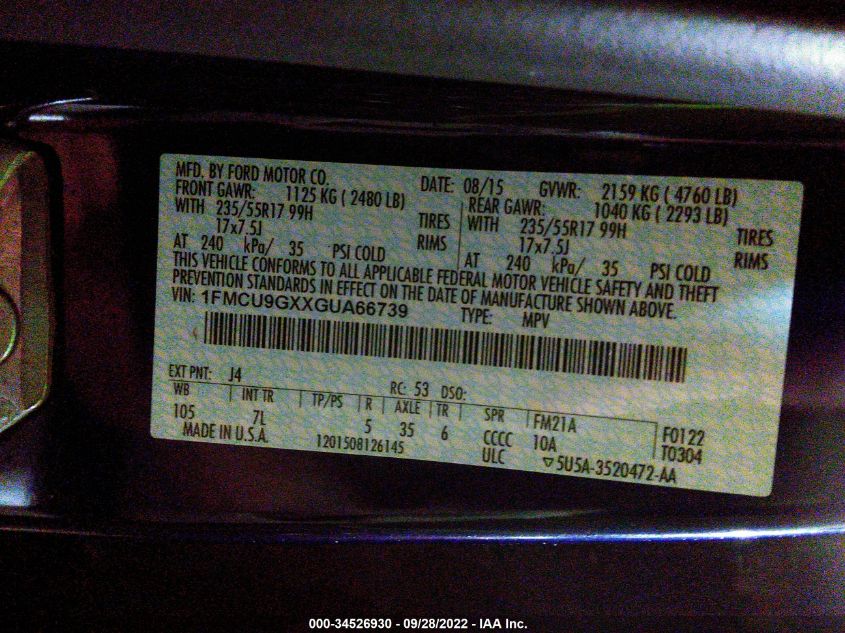 MFD. BY FORD MOTOR CO. DATE: 08/15 GVWR: 2159 KG ( 4760 LB)
FRONT GAWR: 1125 KG ( 2480 LB) REAR GAWR: 1040 KG ( 2293 LB)
WITH 235/55R17 99H TIRES WITH 235/55R17 99H TIRES
17x7.5J RIMS 17x7.5J RIMS
AT 240 kPa/ 35 PSI COLD AT 240 kPa/ 35 PSI COLD
THIS VEHICLE CONFORMS TO ALL APPLICABLE FEDERAL MOTOR VEHICLE SAFETY AND THEFT
PREVENTION STANDARDS IN EFFECT ON THE DATE OF MANUFACTURE SHOWN ABOVE.
VIN: 1FMCU9GXXGUA66739 TYPE: MPV
EXT PNT: J4 RC: 53 DSO:
WB INT TR TP/PS R AXLE TR SPR FM21A F0122
105 7L 5 35 6 CCCC 10A T0304
MADE IN U.S.A. 1201508126145 ULC ▽5U5A-3520472-AA
000-34526930 - 09/28/2022 - IAA Inc.